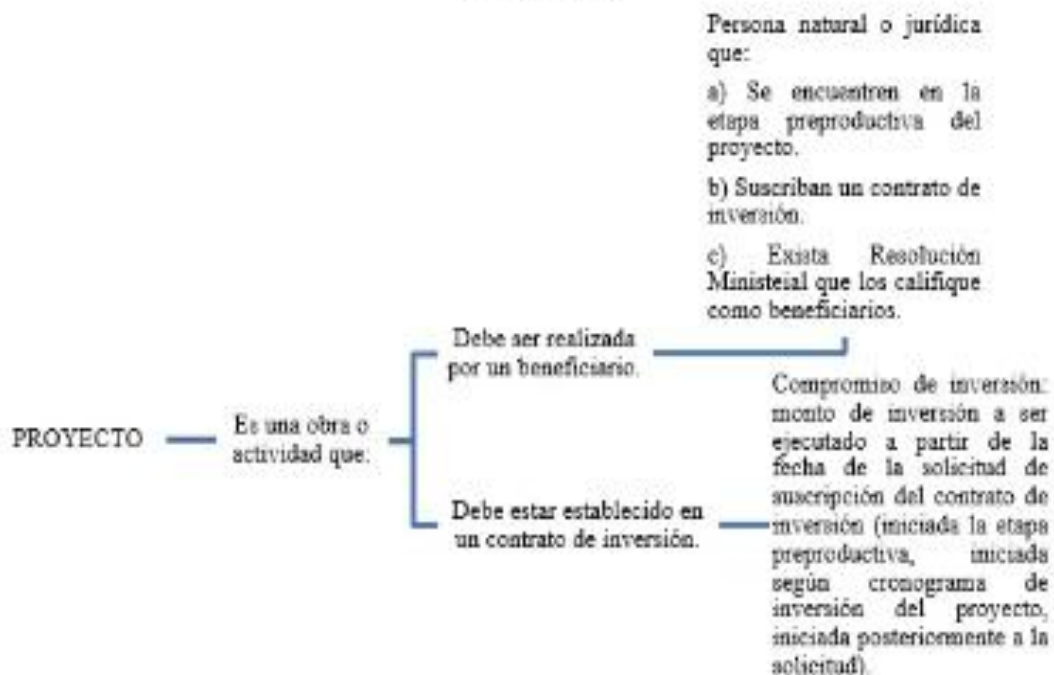 Persona natural o jurídica
que:
a) Se encuentren en la
etapa preproductiva del
proyecto.
b) Suscriban un contrato de
inversión.
c) Exista Resolución
Ministeial que los califique
como beneficiarios.
Debe ser realizada
por un beneficiario.
PROYECTO
Es una obra o
actividad que:
Debe estar establecido en
un contrato de inversión.
Compromiso de inversión:
monto de inversión a ser
ejecutado a partir de la
fecha de la solicitud de
suscripción del contrato de
inversión (iniciada la etapa
preproductiva, iniciada
según cronograma de
inversión del proyecto,
iniciada posteriormente a la
solicitud).